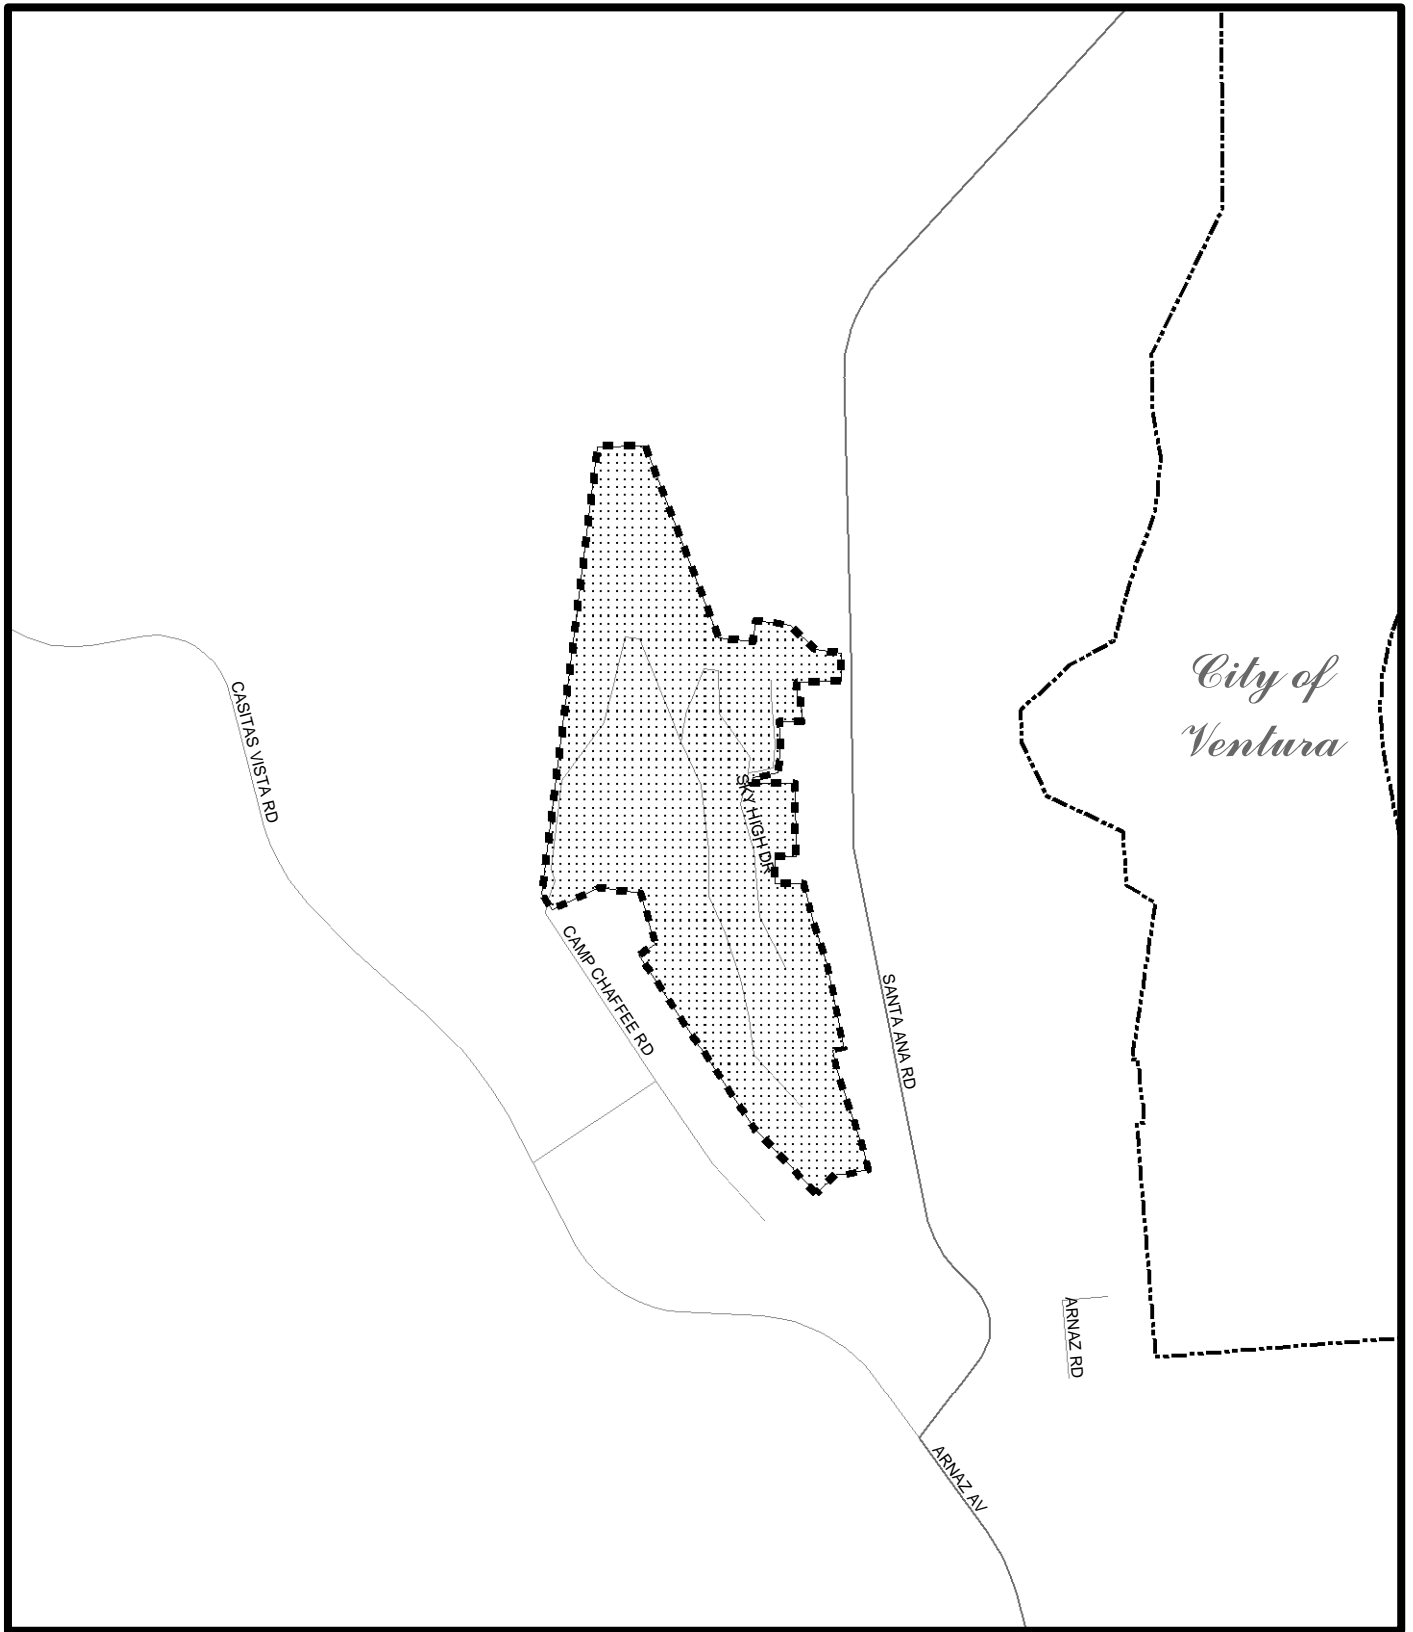 City of
Ventura
CASITAS VISTA RD
SKY HIGH DR
CAMP CHAFFEE RD
SANTA ANA RD
ARNAZ RD
ARNAZ AV